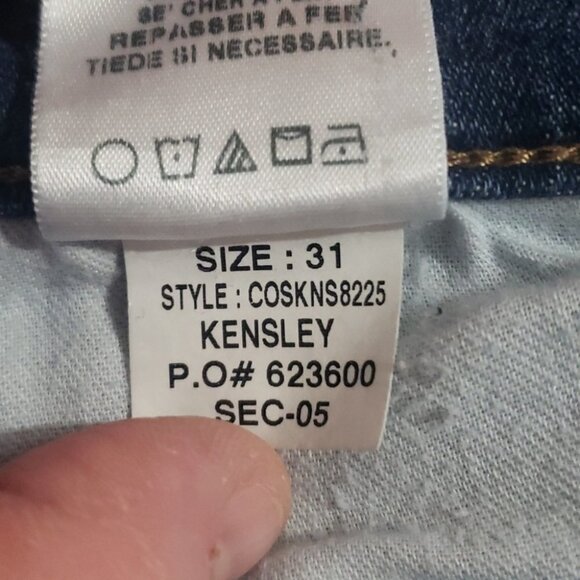 REPASSER A FER
TIEDE SI NECESSAIRE.
SIZE : 31
STYLE : COSKNS8225
KENSLEY
P.O# 623600
SEC-05